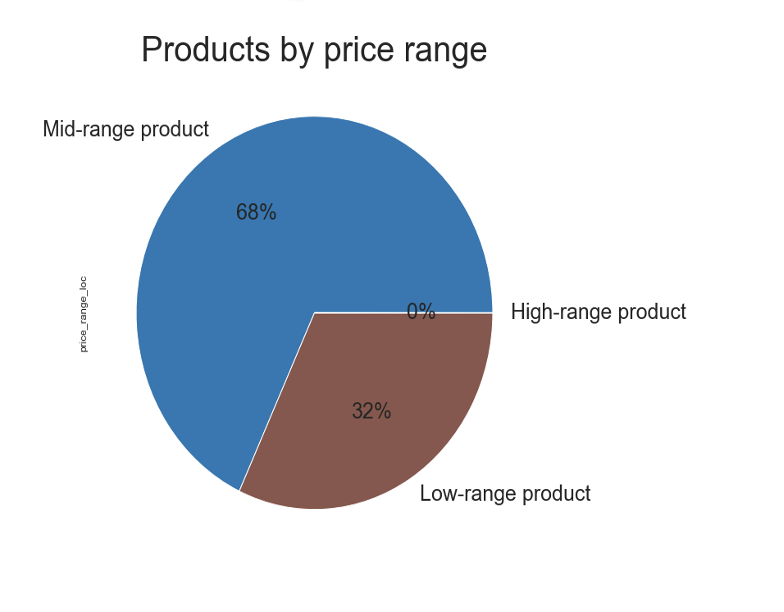 Products by price range
Mid-range product
68%
price_range_loc
0%
High-range product
32%
Low-range product